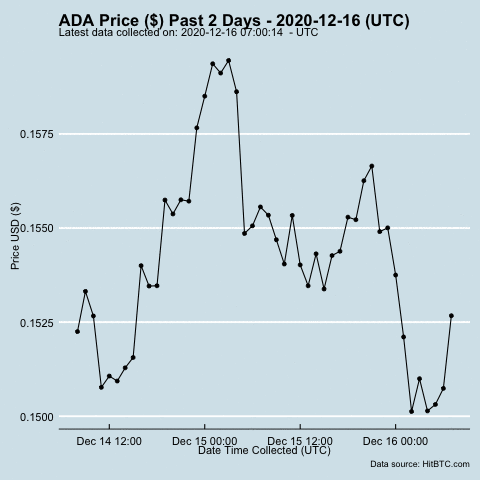 ADA Price ($) Past 2 Days - 2020-12-16 (UTC)
Latest data collected on: 2020-12-16 07:00:14 - UTC
Price USD ($)
0.1575
0.1550
0.1525
0.1500
Dec 14 12:00 Dec 15 00:00 Dec 15 12:00 Dec 16 00:00
Date Time Collected (UTC)
Data source: HitBTC.com